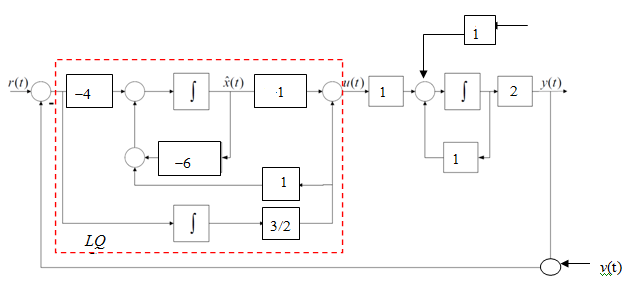 1
r(t)
-
−4
∫
x̂(t)
·1
u(t)
1
∫
2
y(t)
−6
1
1
∫
3/2
LQ
v(t)